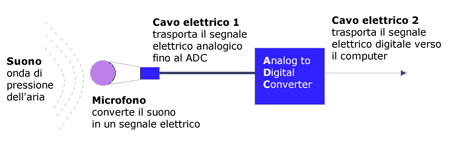 Suono
onda di
pressione
dell'aria
Microfono
converte il suono
in un segnale elettrico
Cavo elettrico 1
trasporta il segnale
elettrico analogico
fino al ADC
Analog to
Digital
Converter
Cavo elettrico 2
trasporta il segnale
elettrico digitale verso
il computer